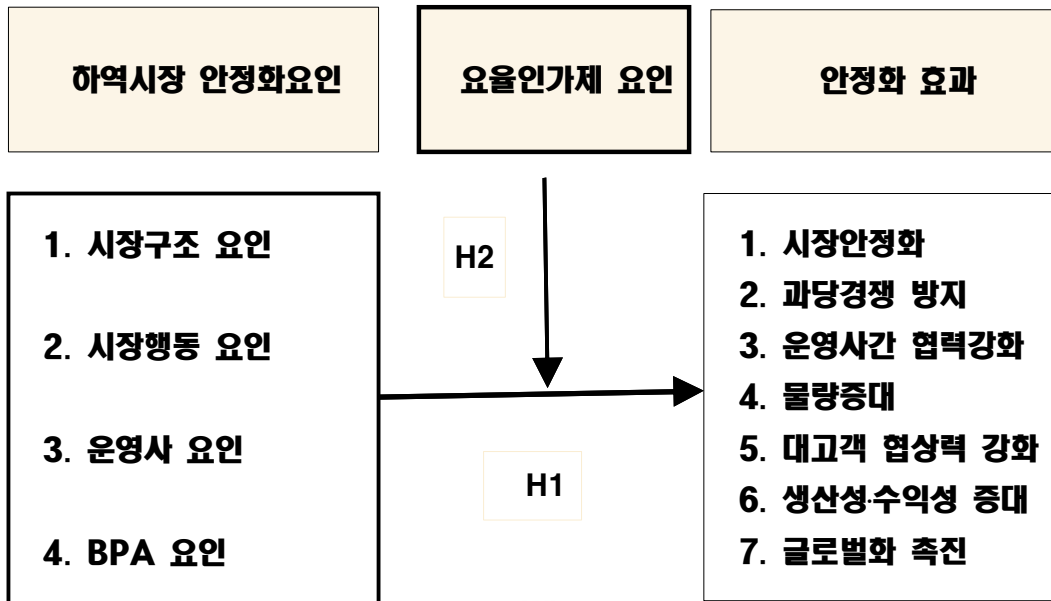 하역시장 안정화요인
요율인가제 요인
안정화 효과
1. 시장구조 요인
2. 시장행동 요인
3. 운영사 요인
4. BPA 요인
H2
H1
1. 시장안정화
2. 과당경쟁 방지
3. 운영사간 협력강화
4. 물량증대
5. 대고객 협상력 강화
6. 생산성·수익성 증대
7. 글로벌화 촉진